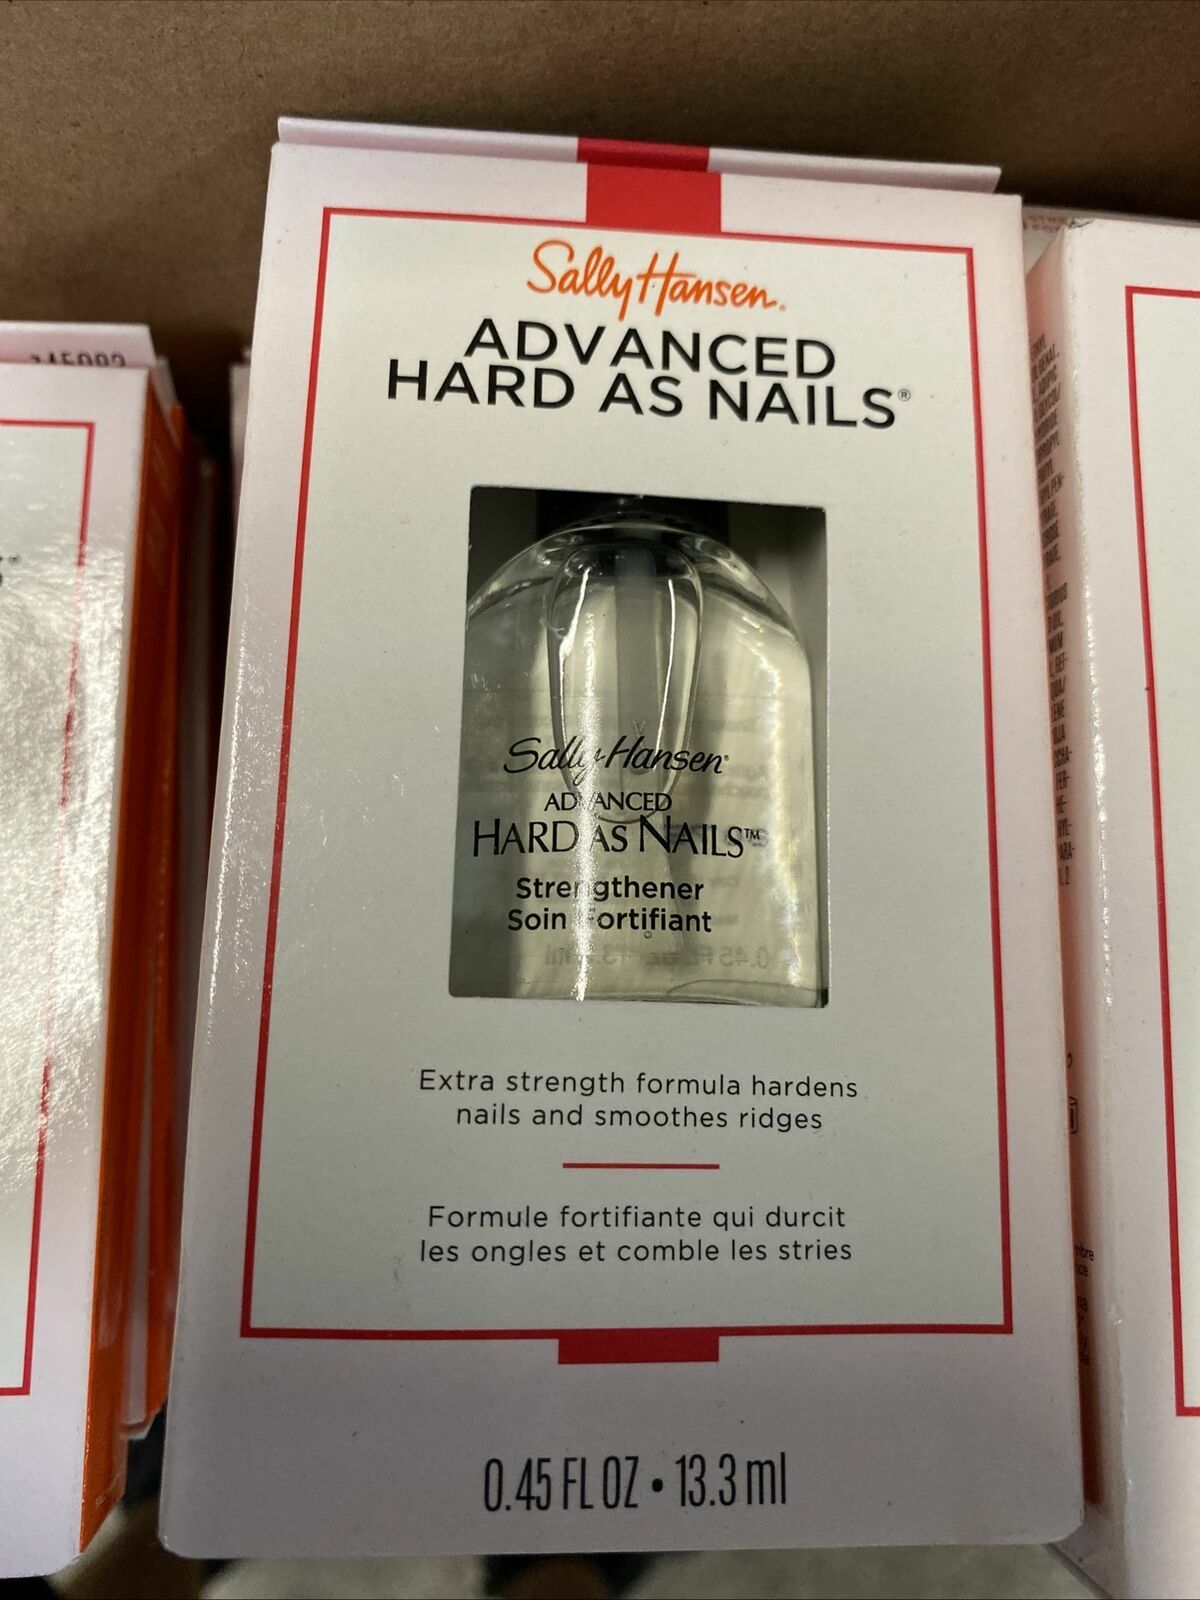 Sally Hansen.
ADVANCED
HARD AS NAILS®
Sally Hansen®
ADVANCED
HARD AS NAILS™
Strengthener
Soin Fortifiant
Extra strength formula hardens
nails and smoothes ridges
Formule fortifiante qui durcit
les ongles et comble les stries
0.45 FL OZ • 13.3 ml